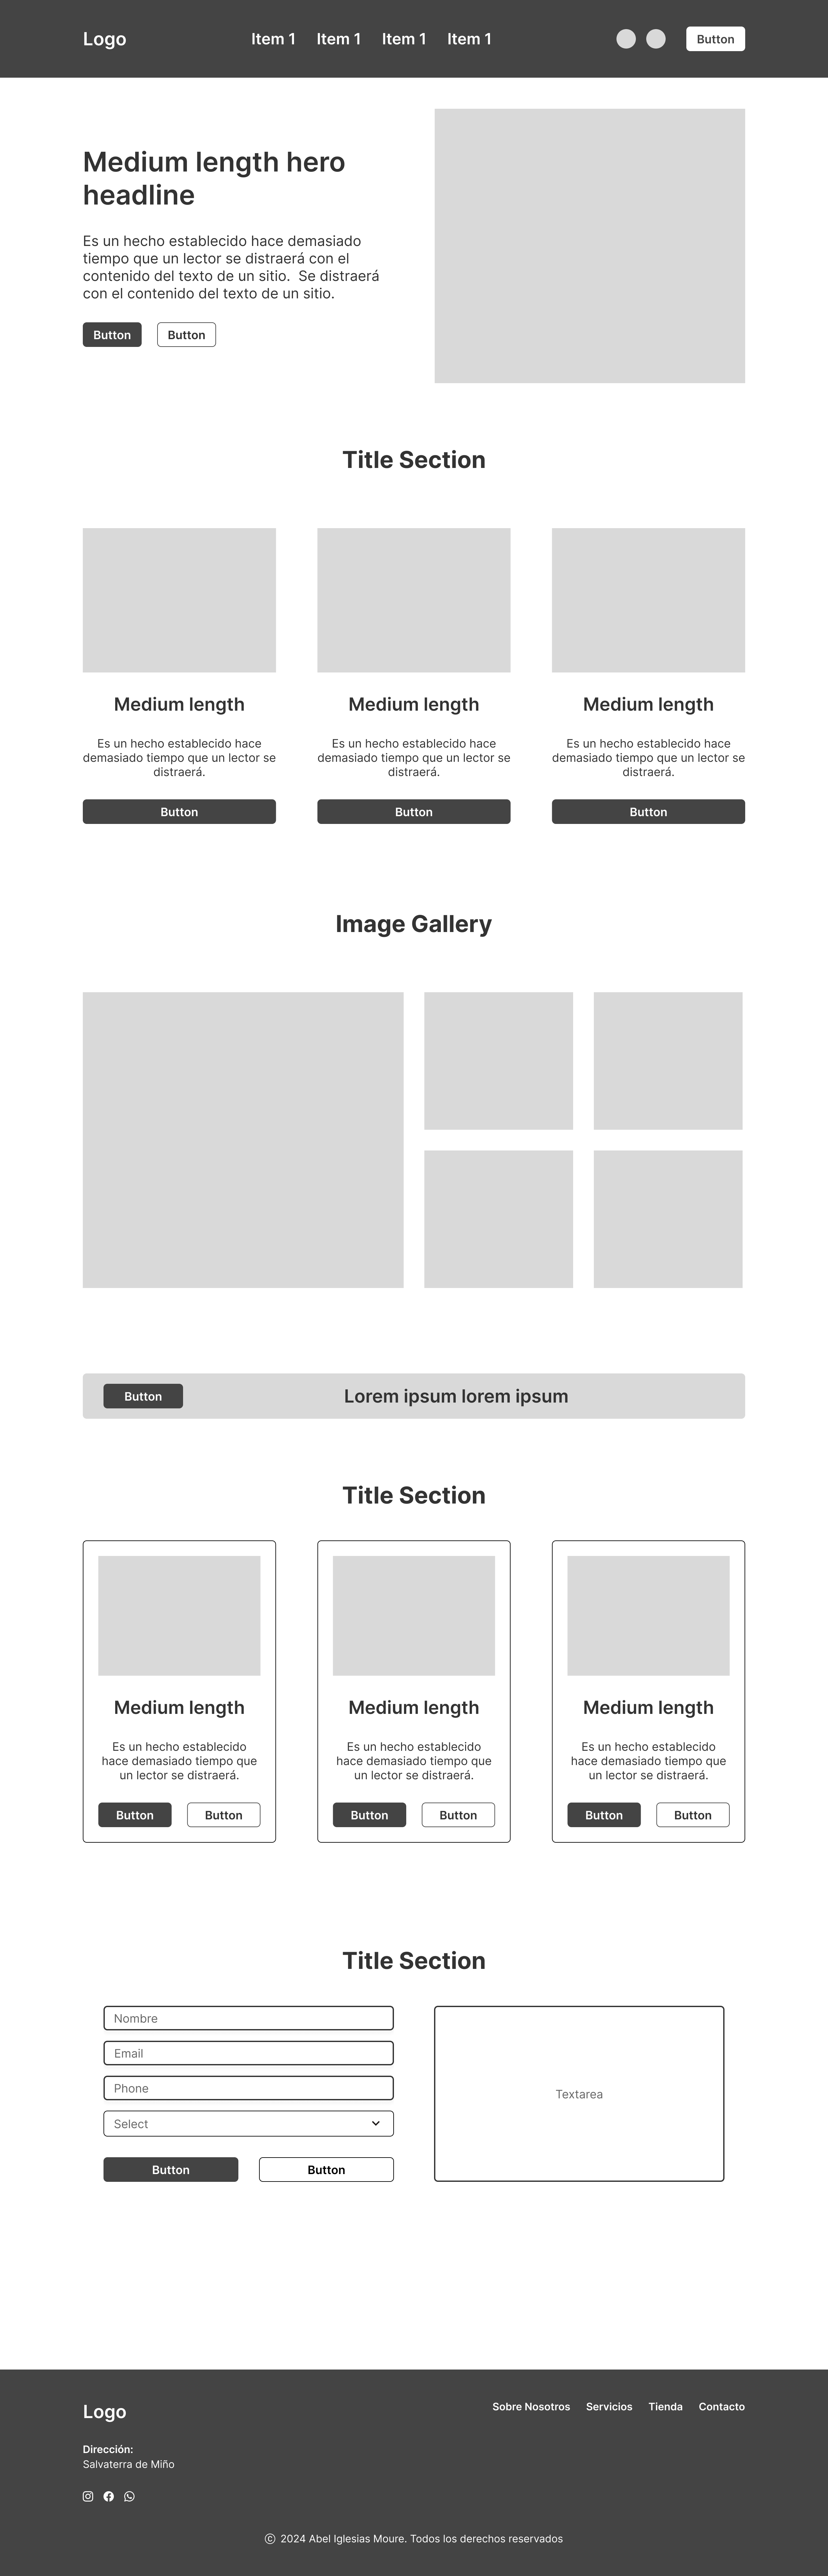 Logo
Item 1 Item 1 Item 1 Item 1
Button
Medium length hero
headline
Es un hecho establecido hace demasiado
tiempo que un lector se distraerá con el
contenido del texto de un sitio. Se distraerá
con el contenido del texto de un sitio.
Button Button
Title Section
Medium length
Es un hecho establecido hace
demasiado tiempo que un lector se
distraerá.
Button
Medium length
Es un hecho establecido hace
demasiado tiempo que un lector se
distraerá.
Button
Medium length
Es un hecho establecido hace
demasiado tiempo que un lector se
distraerá.
Button
Image Gallery
Button
Lorem ipsum lorem ipsum
Title Section
Medium length
Es un hecho establecido
hace demasiado tiempo que
un lector se distraerá.
Button Button
Medium length
Es un hecho establecido
hace demasiado tiempo que
un lector se distraerá.
Button Button
Medium length
Es un hecho establecido
hace demasiado tiempo que
un lector se distraerá.
Button Button
Title Section
Nombre
Email
Phone
Select
Button Button
Textarea
Logo
Sobre Nosotros Servicios Tienda Contacto
Dirección:
Salvaterra de Miño
© 2024 Abel Iglesias Moure. Todos los derechos reservados